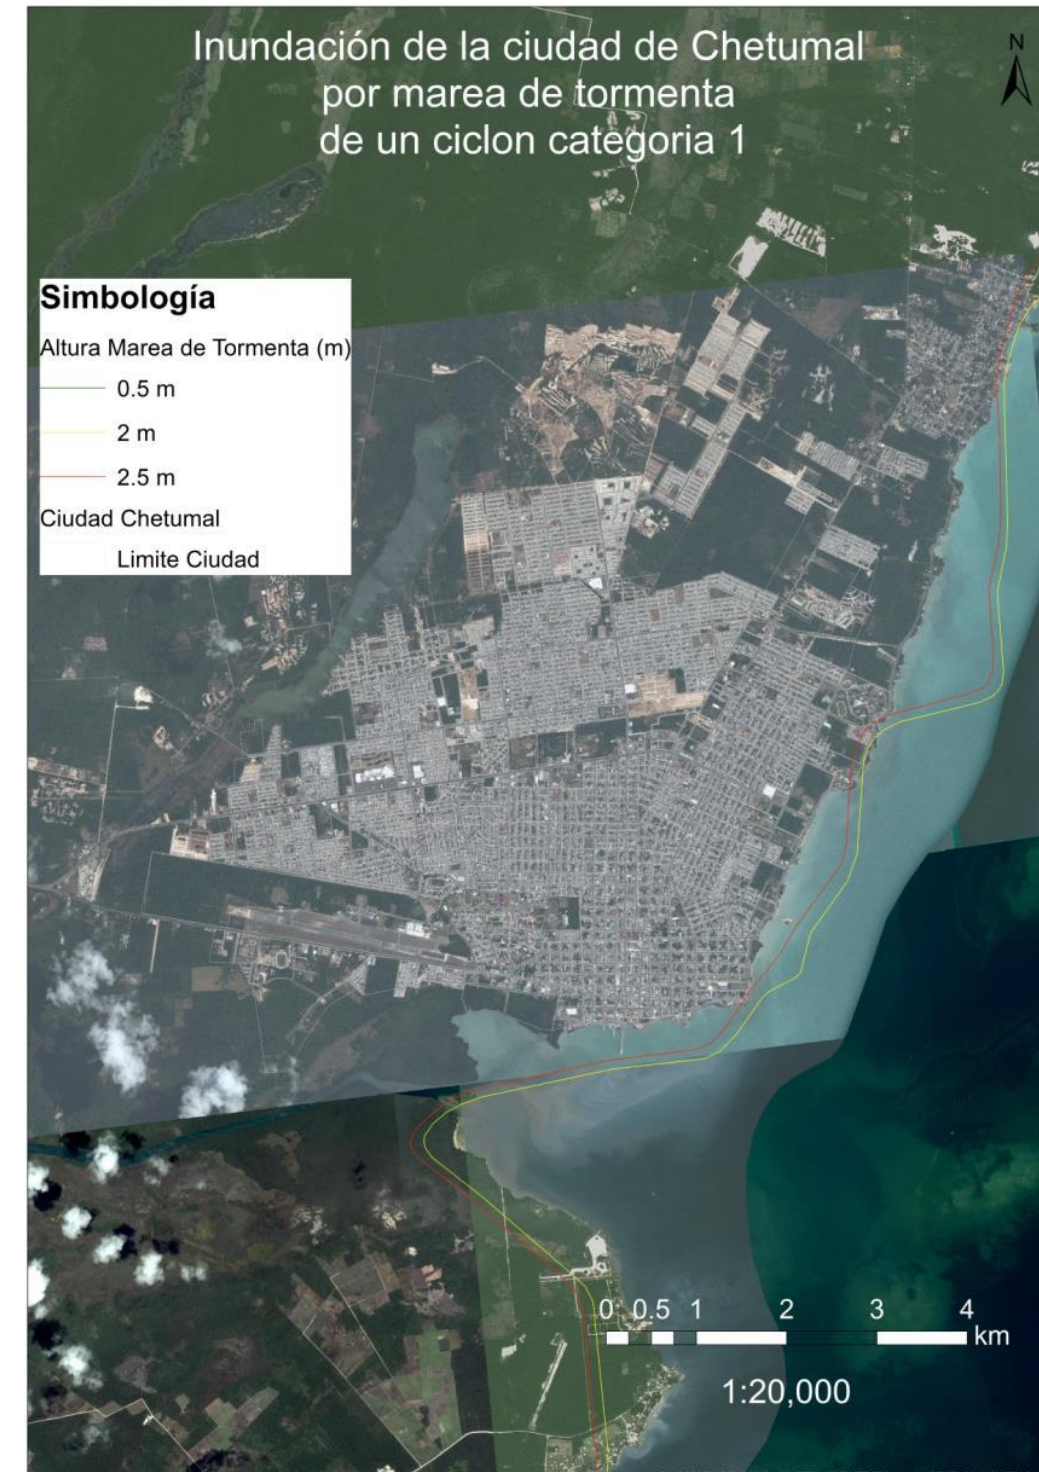 Inundación de la ciudad de Chetumal
por marea de tormenta
de un ciclon categoria 1
N
Simbología
Altura Marea de Tormenta (m)
0.5 m
2 m
2.5 m
Ciudad Chetumal
Limite Ciudad
0 0.5 1 2 3 4
km
1:20,000